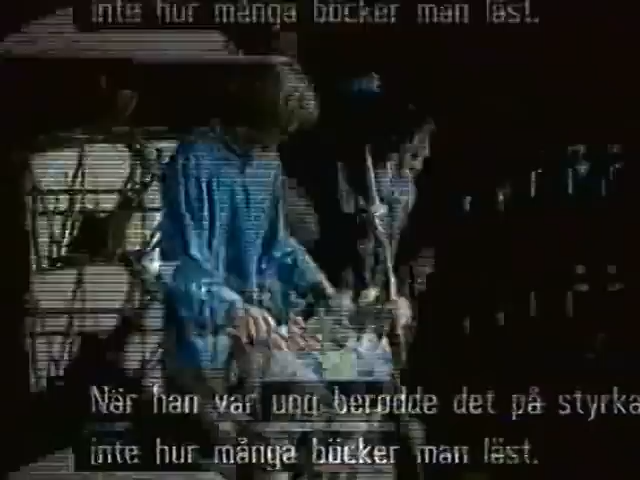 inte hur många böcker man läst.
När han var ung berodde det på styrka
inte hur många böcker man läst.